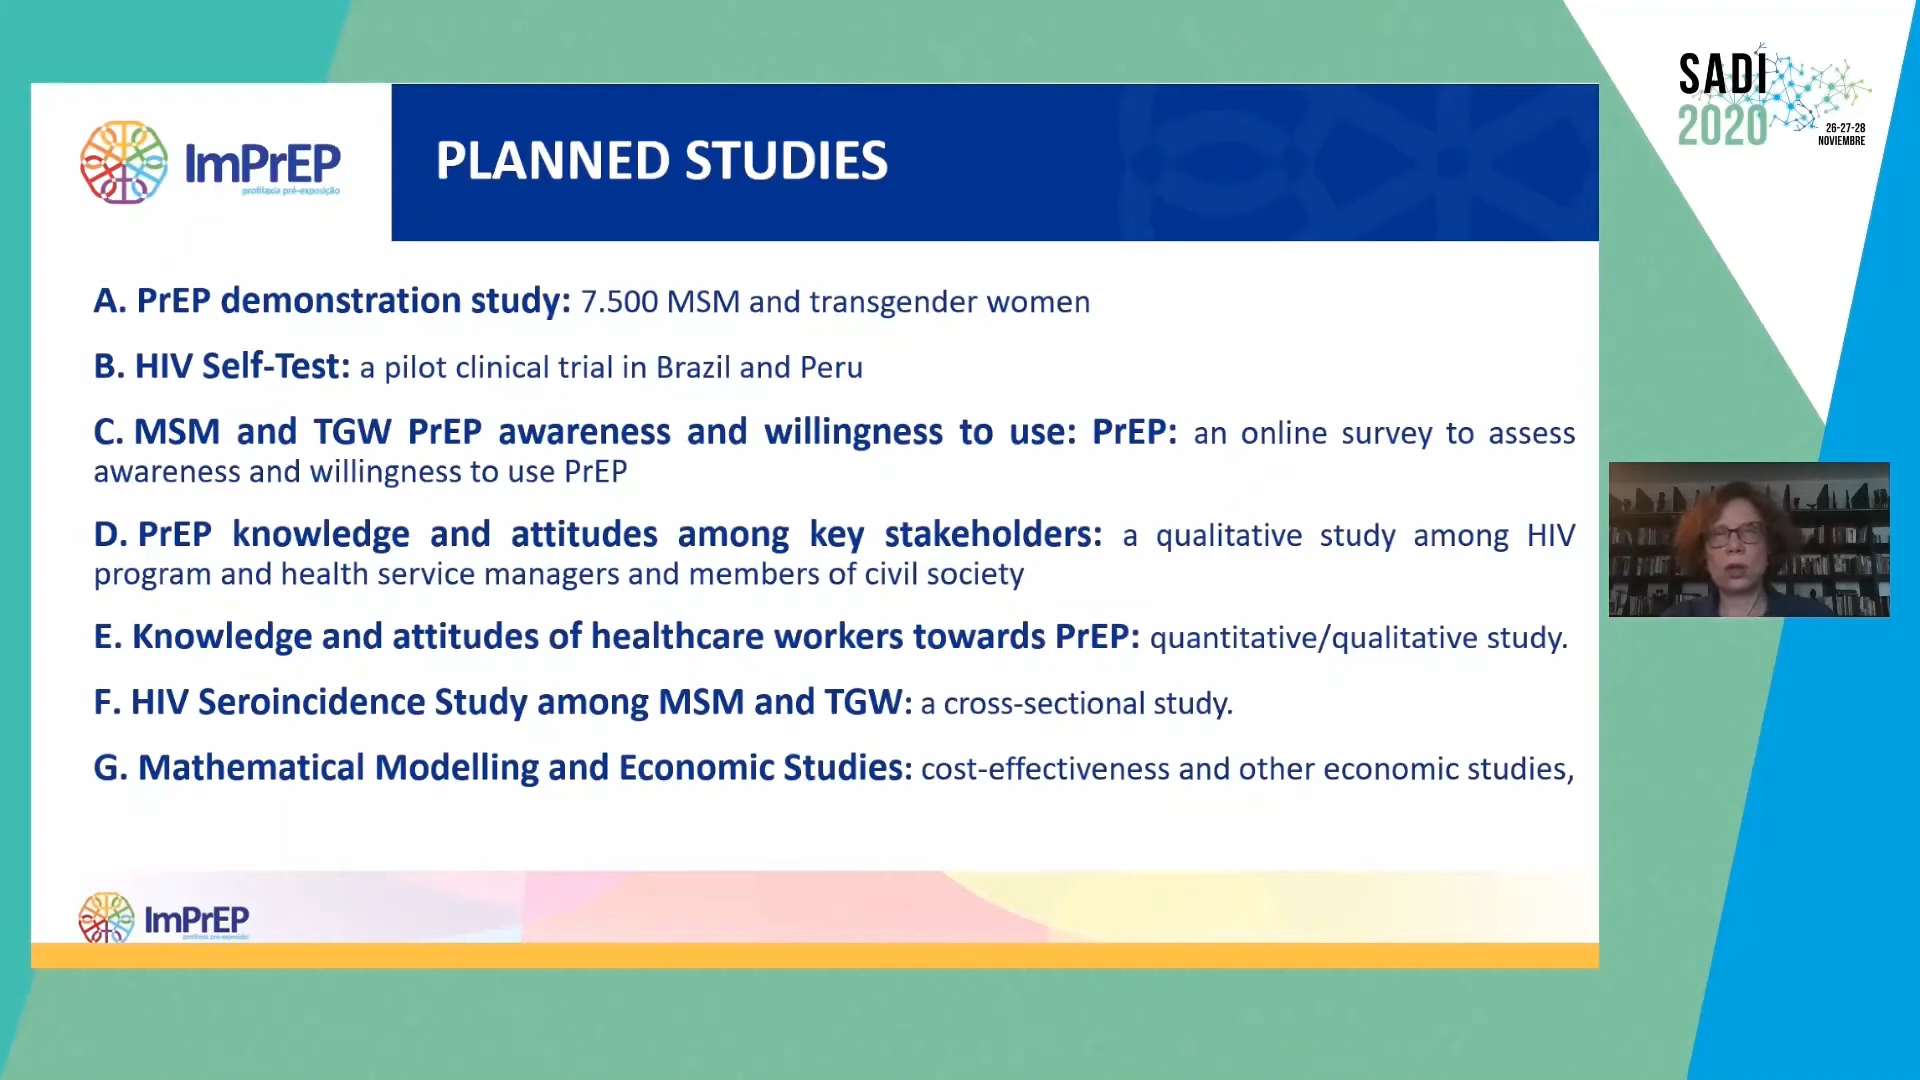 SADI
2020
26-27-28
NOVIEMBRE
ImPrEP
profilaxia pré-exposição
PLANNED STUDIES
A. PrEP demonstration study: 7.500 MSM and transgender women
B. HIV Self-Test: a pilot clinical trial in Brazil and Peru
C. MSM and TGW PrEP awareness and willingness to use: PrEP: an online survey to assess
awareness and willingness to use PrEP
D. PrEP knowledge and attitudes among key stakeholders: a qualitative study among HIV
program and health service managers and members of civil society
E. Knowledge and attitudes of healthcare workers towards PrEP: quantitative/qualitative study.
F. HIV Seroincidence Study among MSM and TGW: a cross-sectional study.
G. Mathematical Modelling and Economic Studies: cost-effectiveness and other economic studies,
ImPrEP